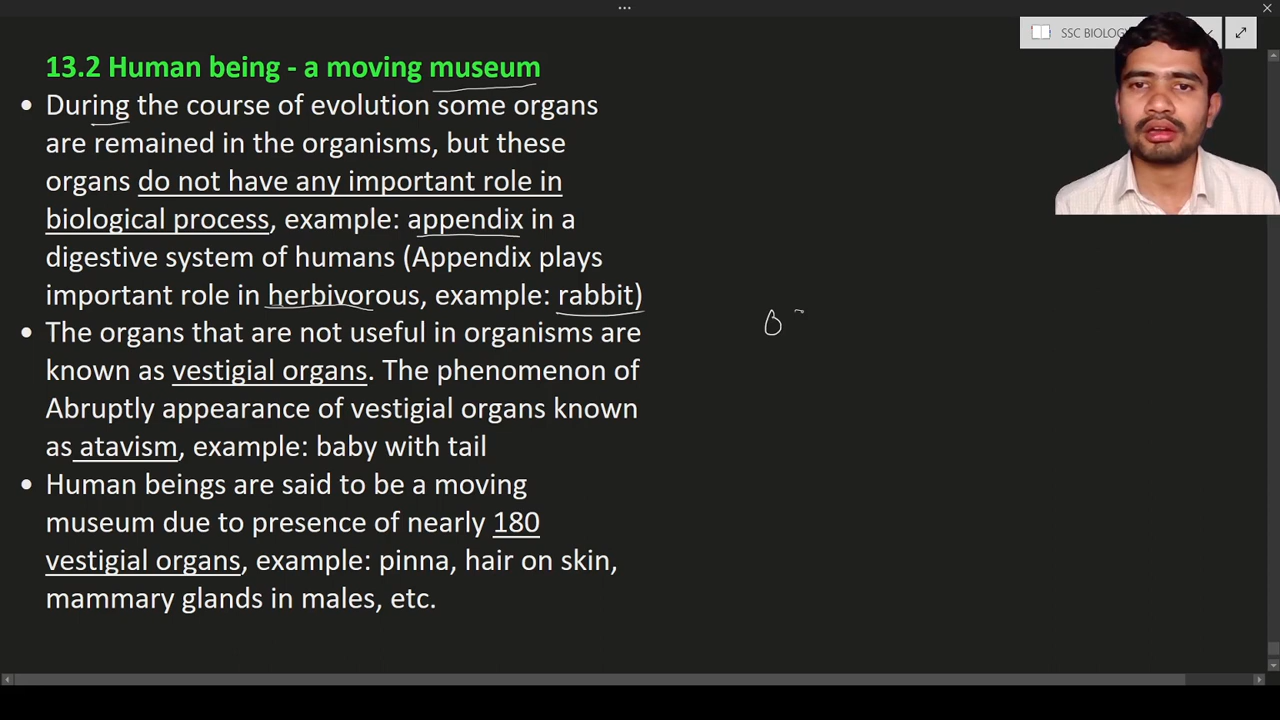 SSC BIOLOG
13.2 Human being - a moving museum
• During the course of evolution some organs
are remained in the organisms, but these
organs do not have any important role in
biological process, example: appendix in a
digestive system of humans (Appendix plays
important role in herbivorous, example: rabbit)
• The organs that are not useful in organisms are
known as vestigial organs. The phenomenon of
Abruptly appearance of vestigial organs known
as atavism, example: baby with tail
• Human beings are said to be a moving
museum due to presence of nearly 180
vestigial organs, example: pinna, hair on skin,
mammary glands in males, etc.